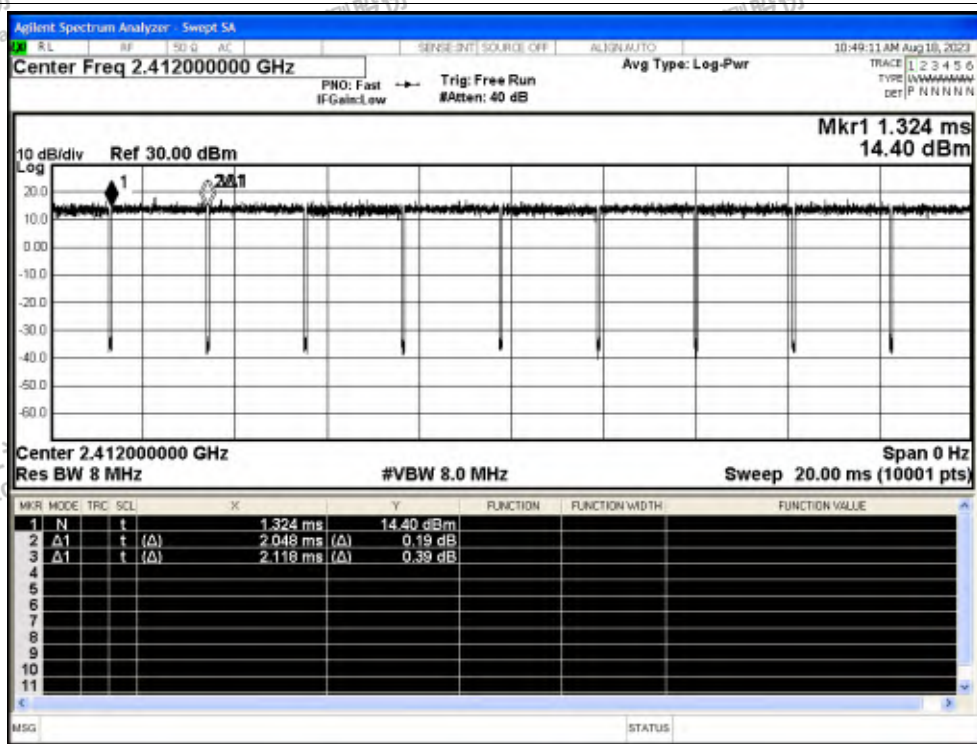 Agilent Spectrum Analyzer - Swept SA
RL RF 50 Ω AC SENSE:INT SOURCE OFF ALIGN AUTO 10:49:11 AM Aug 18, 2023
Center Freq 2.412000000 GHz
PNO: Fast
IFGain:Low
Trig: Free Run
#Atten: 40 dB
Avg Type: Log-Pwr
TRACE 1 2 3 4 5 6
TYPE
DET P N N N N N
Mkr1 1.324 ms
14.40 dBm
10 dB/div Ref 30.00 dBm
Log
1 2Δ1
20.0
10.0
0.00
-10.0
-20.0
-30.0
-40.0
-50.0
-60.0
Center 2.412000000 GHz Span 0 Hz
Res BW 8 MHz #VBW 8.0 MHz Sweep 20.00 ms (10001 pts)
MKR MODE TRC SCL X Y FUNCTION FUNCTION WIDTH FUNCTION VALUE
1 N t 1.324 ms 14.40 dBm
2 Δ1 t (Δ) 2.048 ms (Δ) 0.19 dB
3 Δ1 t (Δ) 2.118 ms (Δ) 0.39 dB
4
5
6
7
8
9
10
11
MSG STATUS